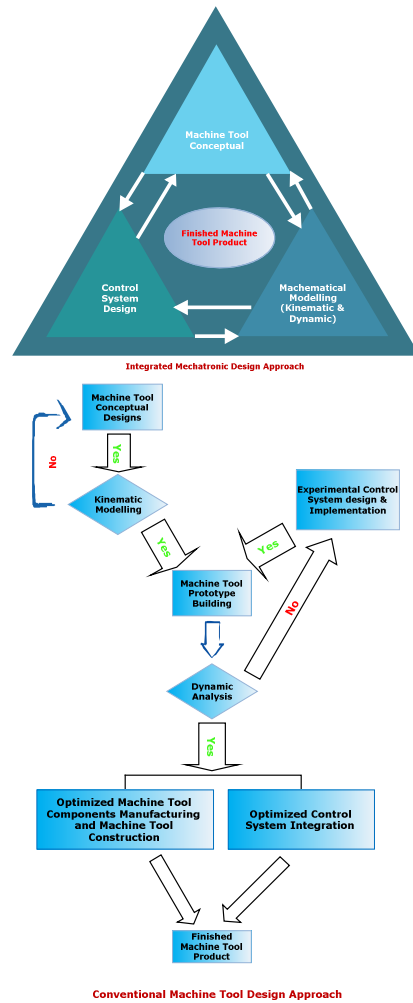 Machine Tool
Conceptual
Finished Machine
Tool Product
Control
System
Design
Machematical
Modelling
(Kinematic &
Dynamic)
Integrated Mechatronic Design Approach
Machine Tool
Conceptual
Designs
Yes
No
Kinematic
Modelling
Experimental Control
System design &
Implementation
Yes
Yes
Machine Tool
Prototype
Building
No
Dynamic
Analysis
Yes
Optimized Machine Tool
Components Manufacturing
and Machine Tool
Construction
Optimized Control
System Integration
Finished
Machine Tool
Product
Conventional Machine Tool Design Approach